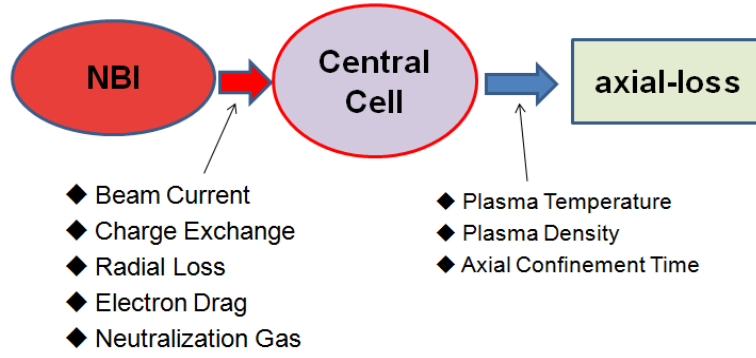 NBI
Central
Cell
axial-loss
◆ Beam Current
◆ Charge Exchange
◆ Radial Loss
◆ Electron Drag
◆ Neutralization Gas
◆ Plasma Temperature
◆ Plasma Density
◆ Axial Confinement Time